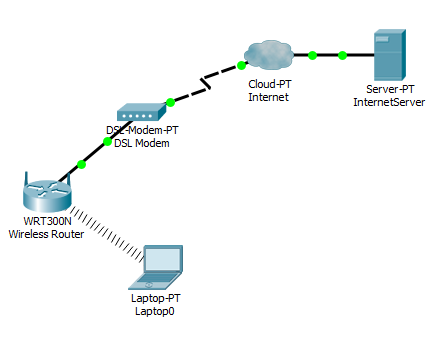 Cloud-PT
Internet
Server-PT
InternetServer
DSL-Modem-PT
DSL Modem
WRT300N
Wireless Router
Laptop-PT
Laptop0